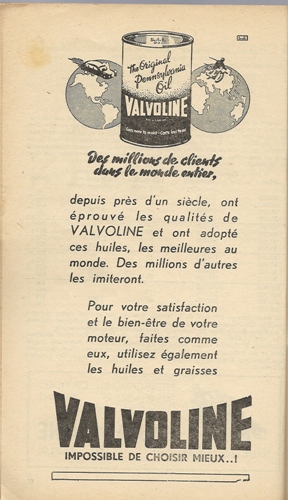 The Original
Pennsylvania
Oil
VALVOLINE
Des millions de clients
dans le monde entier,
depuis près d'un siècle, ont
éprouvé les qualités de
VALVOLINE et ont adopté
ces huiles, les meilleures au
monde. Des millions d'autres
les imiteront.
Pour votre satisfaction
et le bien-être de votre
moteur, faites comme
eux, utilisez également
les huiles et graisses
VALVOLINE
IMPOSSIBLE DE CHOISIR MIEUX..!